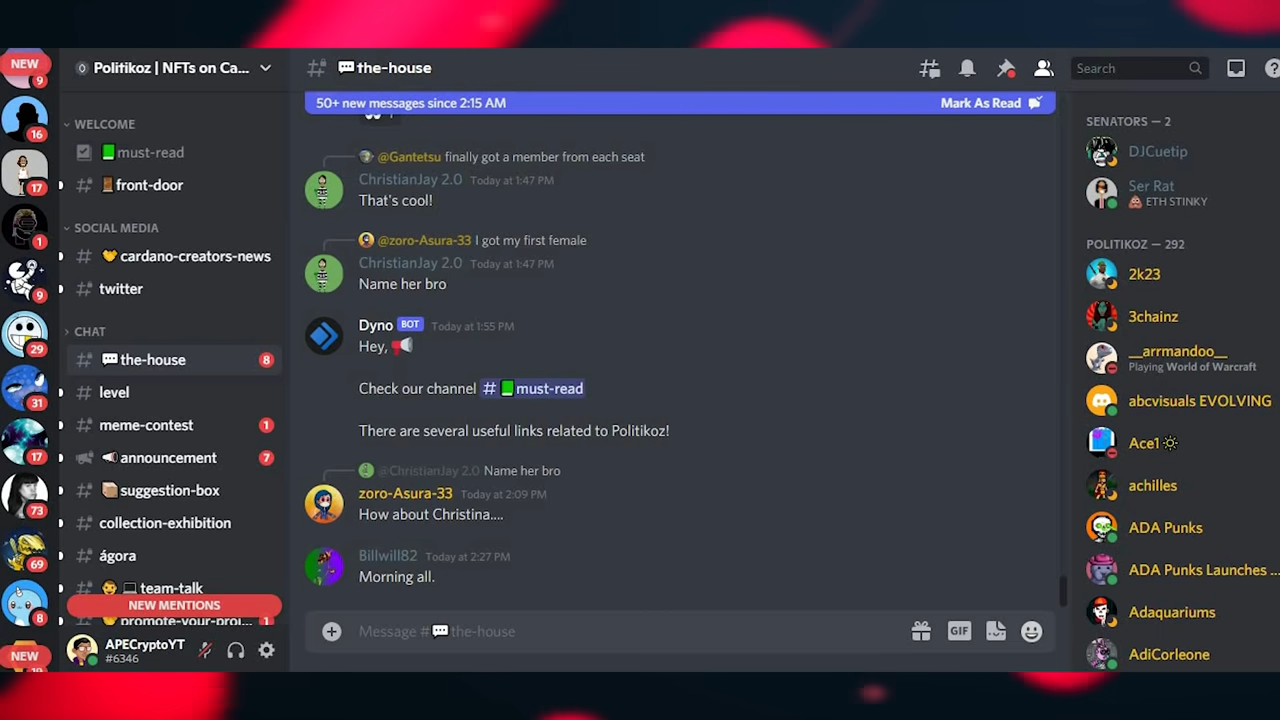 NEW
9
16
17
1
9
29
31
17
73
69
8
NEW
Politikoz | NFTs on Ca...
WELCOME
must-read
front-door
SOCIAL MEDIA
cardano-creators-news
twitter
CHAT
the-house 8
level
meme-contest 1
announcement 7
suggestion-box
collection-exhibition
ágora
team-talk
NEW MENTIONS
promote-your-proj... 1
APECryptoYT
#6346
the-house
Search
50+ new messages since 2:15 AM Mark As Read
@Gantetsu finally got a member from each seat
ChristianJay 2.0 Today at 1:47 PM
That's cool!
@zoro-Asura-33 I got my first female
ChristianJay 2.0 Today at 1:47 PM
Name her bro
Dyno BOT Today at 1:55 PM
Hey,
Check our channel # must-read
There are several useful links related to Politikoz!
@ChristianJay 2.0 Name her bro
zoro-Asura-33 Today at 2:09 PM
How about Christina....
Billwill82 Today at 2:27 PM
Morning all.
Message # the-house
GIF
SENATORS — 2
DJCuetip
Ser Rat
ETH STINKY
POLITIKOZ — 292
2k23
3chainz
__arrmandoo__
Playing World of Warcraft
abcvisuals EVOLVING
Ace1
achilles
ADA Punks
ADA Punks Launches ...
Adaquariums
AdiCorleone